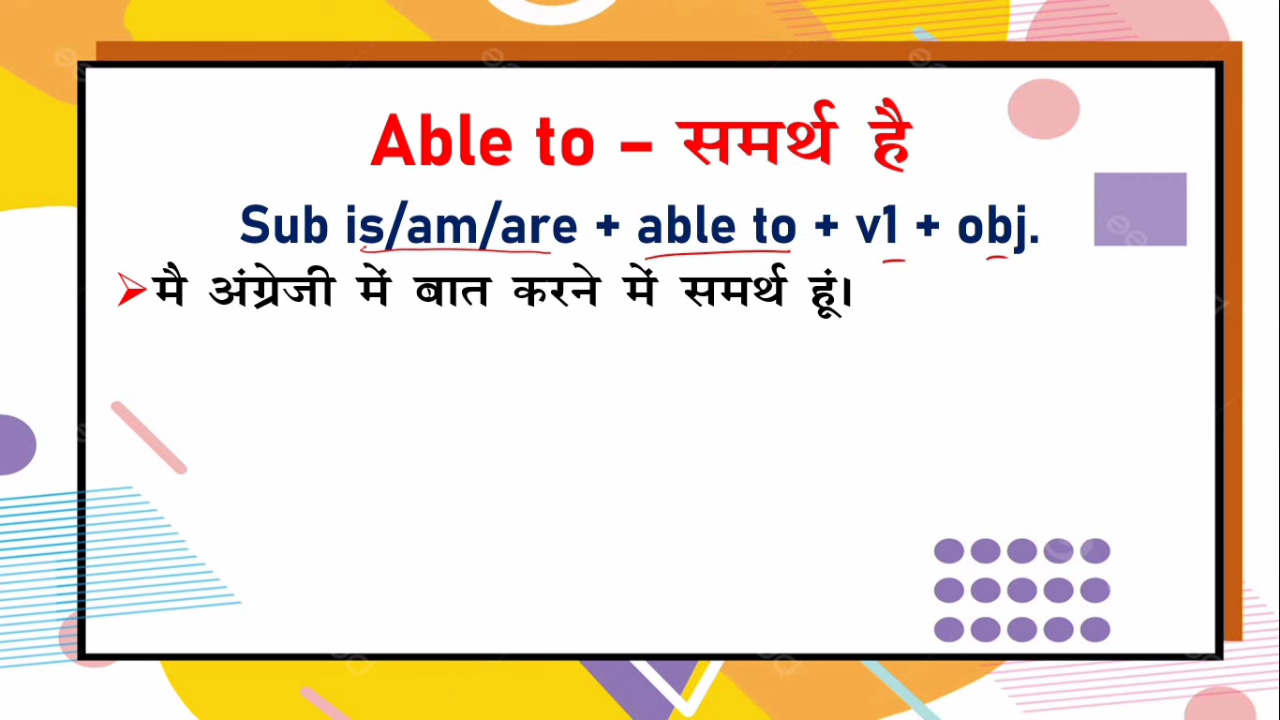 Able to – समर्थ है
Sub is/am/are + able to + v1 + obj.
मै अंग्रेजी में बात करने में समर्थ हूं।